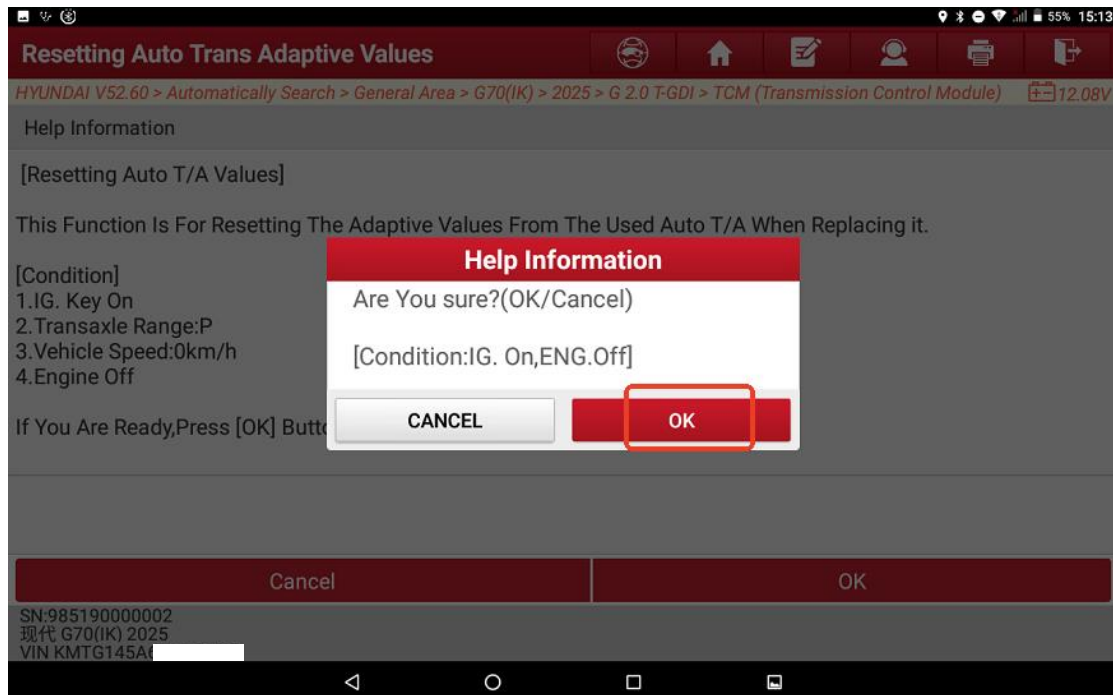 55% 15:13
Resetting Auto Trans Adaptive Values
HYUNDAI V52.60 > Automatically Search > General Area > G70(IK) > 2025 > G 2.0 T-GDI > TCM (Transmission Control Module) 12.08V
Help Information
[Resetting Auto T/A Values]
This Function Is For Resetting The Adaptive Values From The Used Auto T/A When Replacing it.
[Condition]
1.IG. Key On
2.Transaxle Range:P
3.Vehicle Speed:0km/h
4.Engine Off
If You Are Ready,Press [OK]
Help Information
Are You sure?(OK/Cancel)
[Condition:IG. On,ENG.Off]
CANCEL
OK
Cancel
OK
SN:985190000002
现代 G70(IK) 2025
VIN KMTG145A